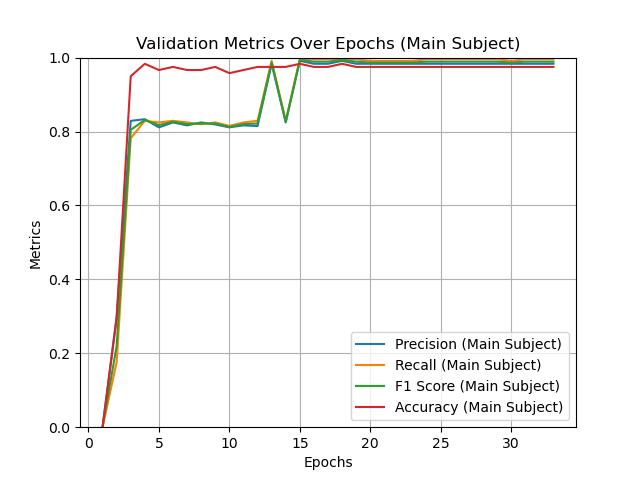 Validation Metrics Over Epochs (Main Subject)
1.0
0.8
0.6
0.4
0.2
0.0
Metrics
Precision (Main Subject)
Recall (Main Subject)
F1 Score (Main Subject)
Accuracy (Main Subject)
0 5 10 15 20 25 30
Epochs